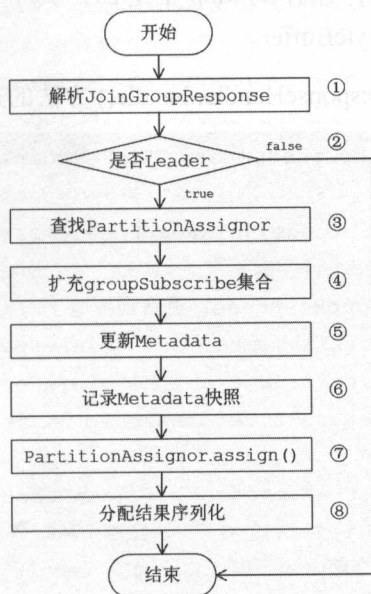 yteBuffer。
开始
解析JoinGroupResponse ①
是否Leader ②
false
true
查找PartitionAssignor ③
扩充groupSubscribe集合 ④
更新Metadata ⑤
记录Metadata快照 ⑥
PartitionAssignor.assign() ⑦
分配结果序列化 ⑧
结束